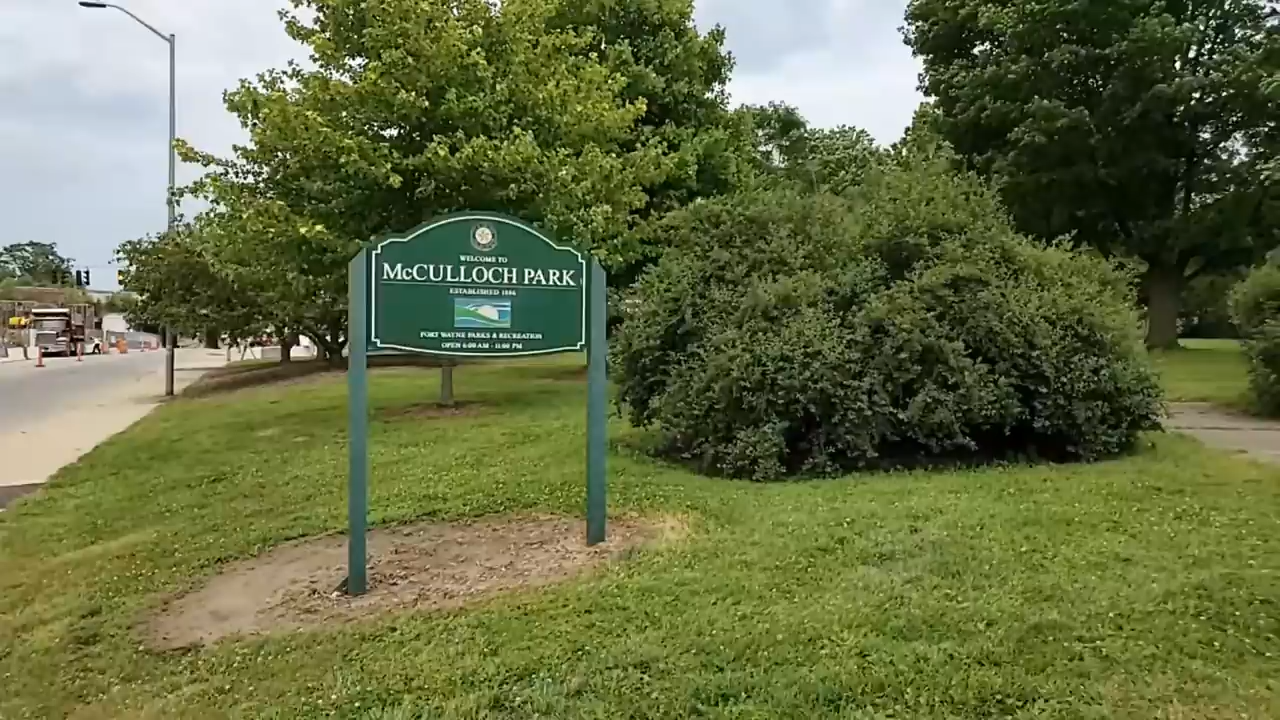 WELCOME TO
McCULLOCH PARK
ESTABLISHED 1886
FORT WAYNE PARKS & RECREATION
OPEN 6:00 AM - 11:00 PM